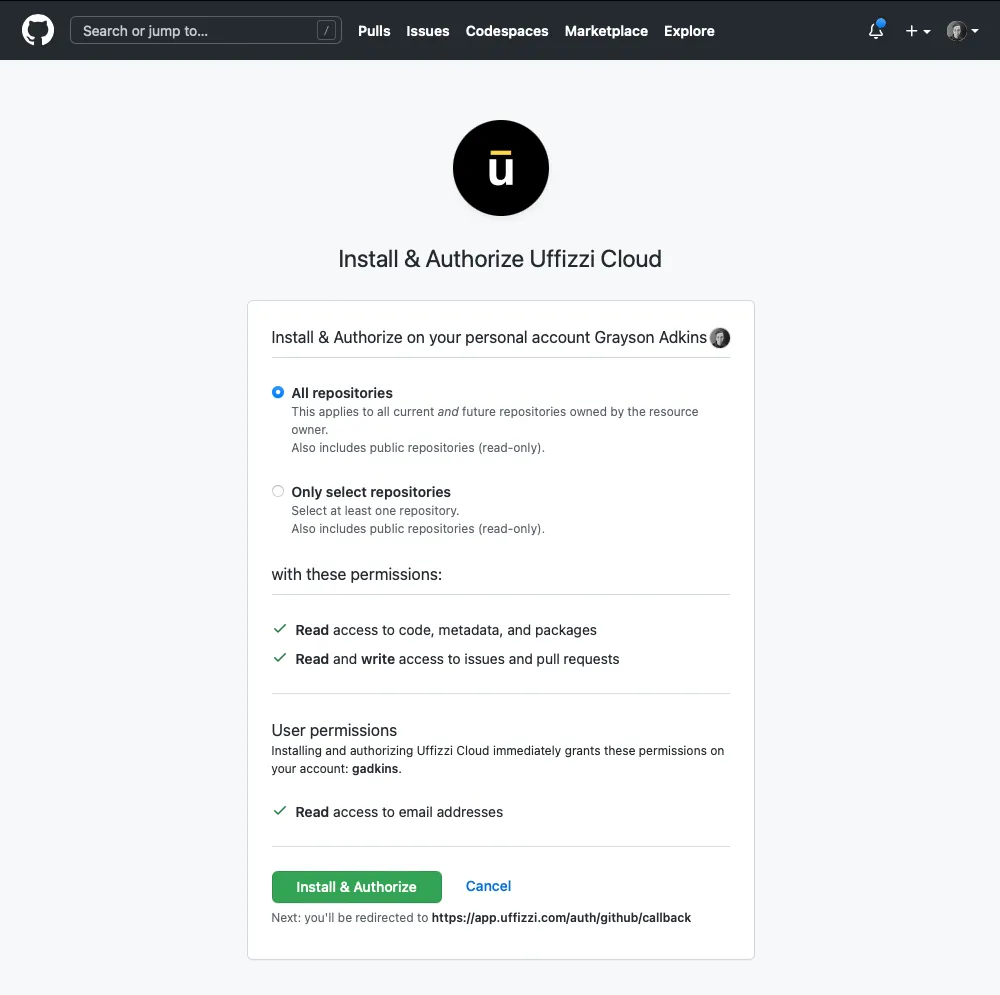 Search or jump to... /
Pulls Issues Codespaces Marketplace Explore
ū
Install & Authorize Uffizzi Cloud
Install & Authorize on your personal account Grayson Adkins
All repositories
This applies to all current and future repositories owned by the resource
owner.
Also includes public repositories (read-only).
Only select repositories
Select at least one repository.
Also includes public repositories (read-only).
with these permissions:
Read access to code, metadata, and packages
Read and write access to issues and pull requests
User permissions
Installing and authorizing Uffizzi Cloud immediately grants these permissions on
your account: gadkins.
Read access to email addresses
Install & Authorize Cancel
Next: you'll be redirected to https://app.uffizzi.com/auth/github/callback